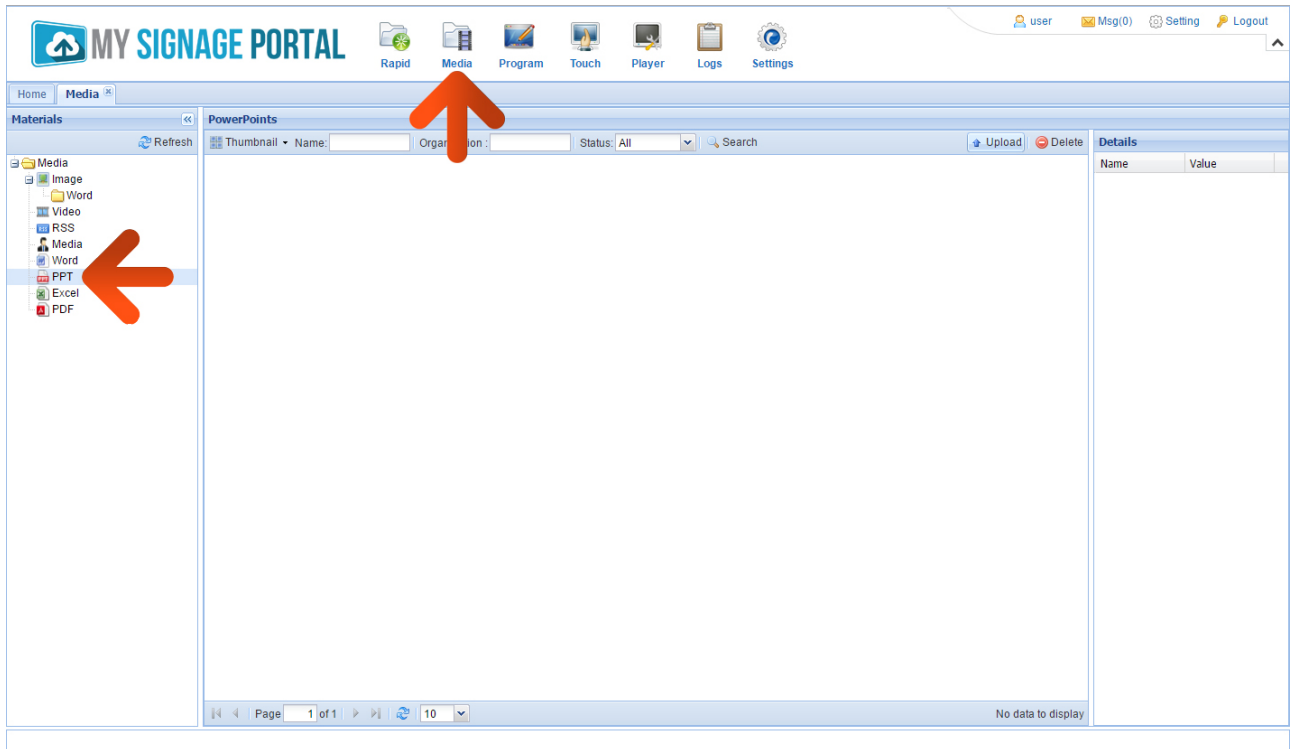 MY SIGNAGE PORTAL
Rapid Media Program Touch Player Logs Settings
user Msg(0) Setting Logout
Home Media
Materials
Refresh
Media
Image
Word
Video
RSS
Media
Word
PPT
Excel
PDF
PowerPoints
Thumbnail Name: Organ ion : Status: All Search Upload Delete
Page 1 of 1 10 No data to display
Details
Name Value